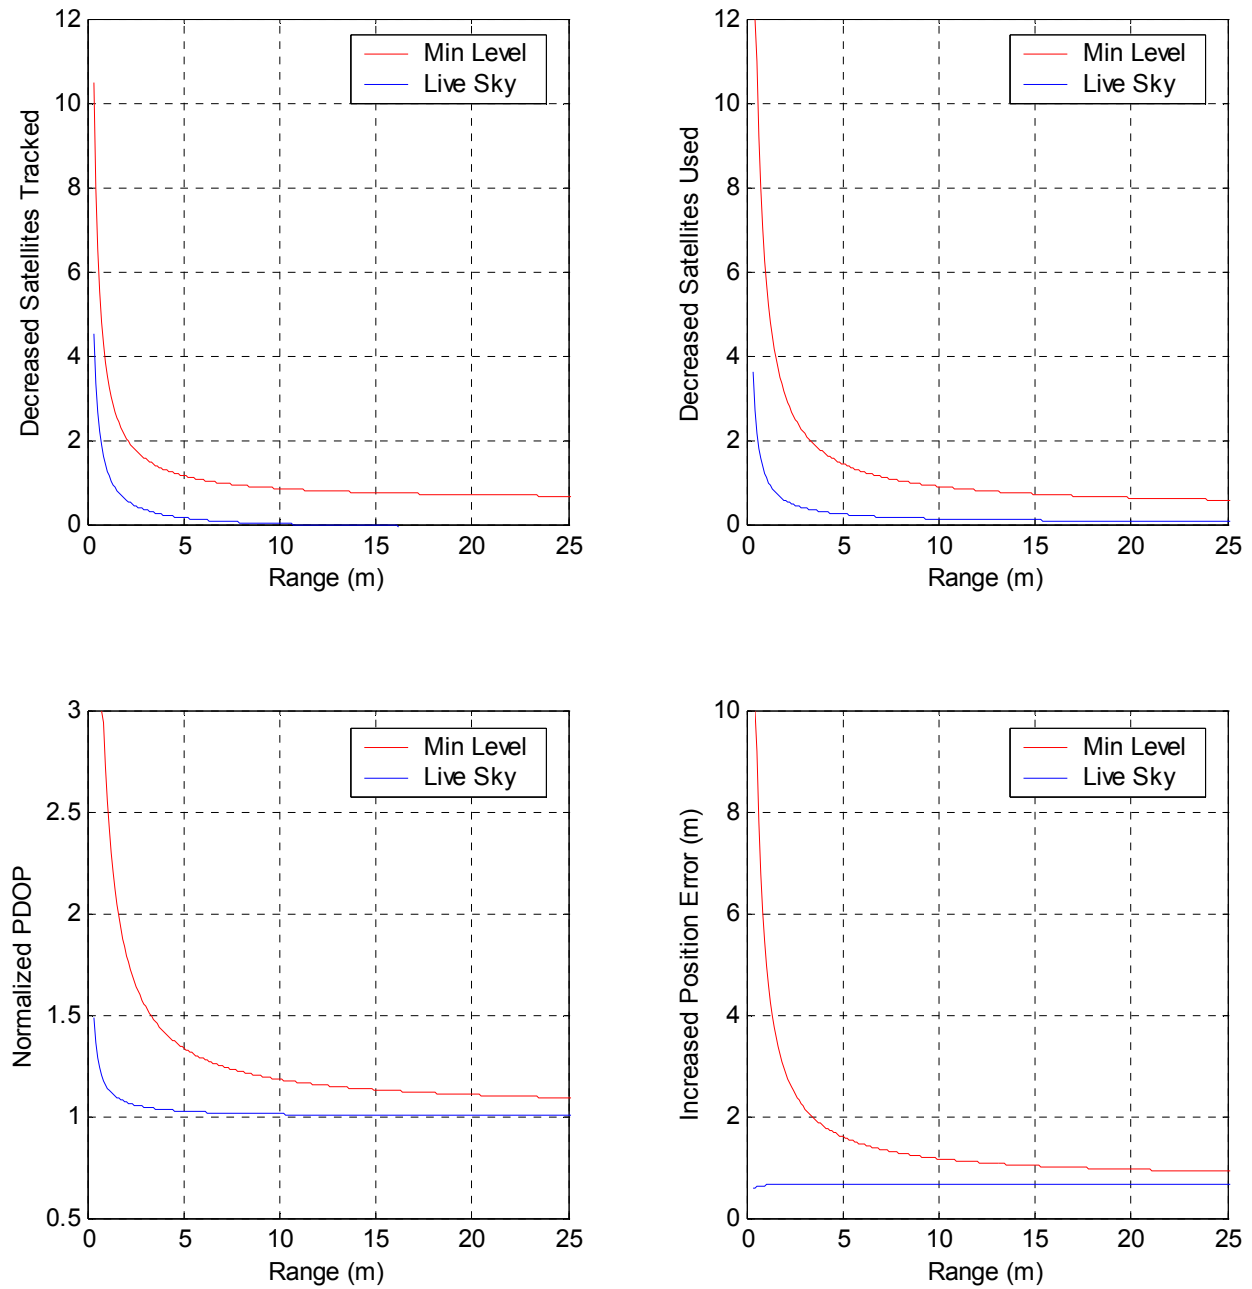 12
10
8
6
4
2
0
0 5 10 15 20 25
Decreased Satellites Tracked
Range (m)
Min Level
Live Sky
12
10
8
6
4
2
0
0 5 10 15 20 25
Decreased Satellites Used
Range (m)
Min Level
Live Sky
3
2.5
2
1.5
1
0.5
0 5 10 15 20 25
Normalized PDOP
Range (m)
Min Level
Live Sky
10
8
6
4
2
0
0 5 10 15 20 25
Increased Position Error (m)
Range (m)
Min Level
Live Sky